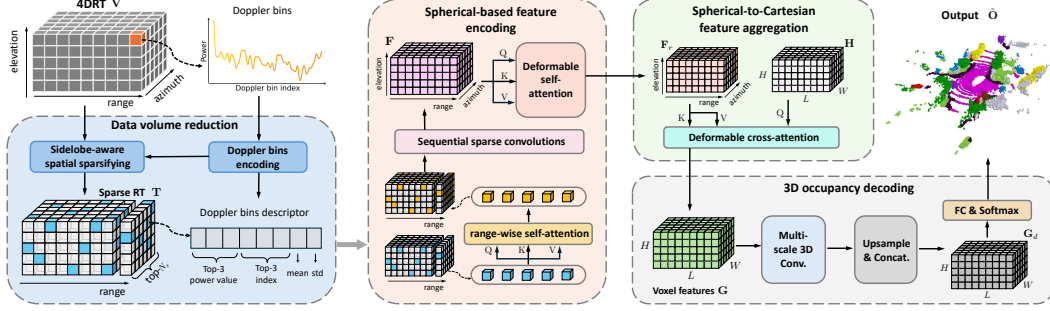 4DRT V
elevation
range
azimuth
Doppler bins
Power
Doppler bin index
Data volume reduction
Sidelobe-aware
spatial sparsifying
Doppler bins
encoding
Sparse RT T
range
top-N_r
Doppler bins descriptor
Top-3
power value
Top-3
index
mean
std
Spherical-based feature
encoding
F
elevation
range
azimuth
Q
K
V
Deformable
self-
attention
Sequential sparse convolutions
range
range-wise self-attention
Q
K
V
range
Spherical-to-Cartesian
feature aggregation
F_r
elevation
range
azimuth
K
V
H
H
L
W
Q
Deformable cross-attention
Output Õ
3D occupancy decoding
H
L
W
Voxel features G
Multi-
scale 3D
Conv.
Upsample
& Concat.
FC & Softmax
G_d
H
L
W